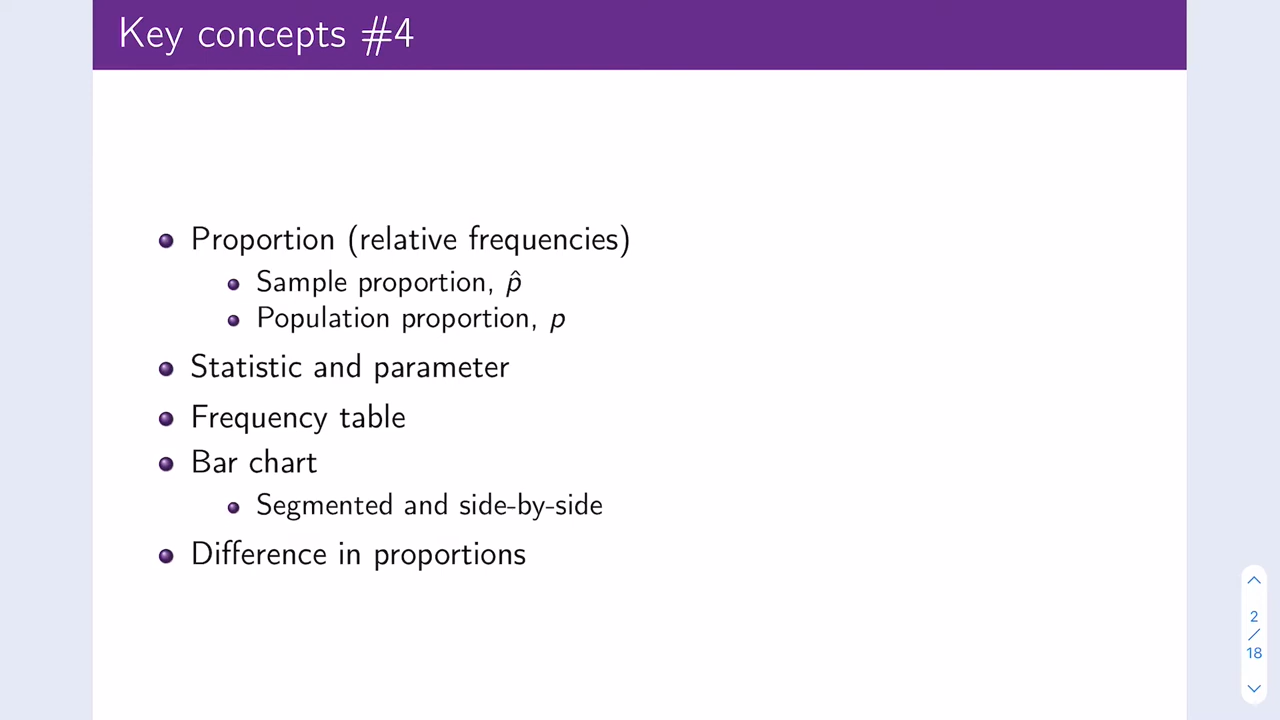 Key concepts #4
Proportion (relative frequencies)
Sample proportion, p̂
Population proportion, p
Statistic and parameter
Frequency table
Bar chart
Segmented and side-by-side
Difference in proportions
2
/
18